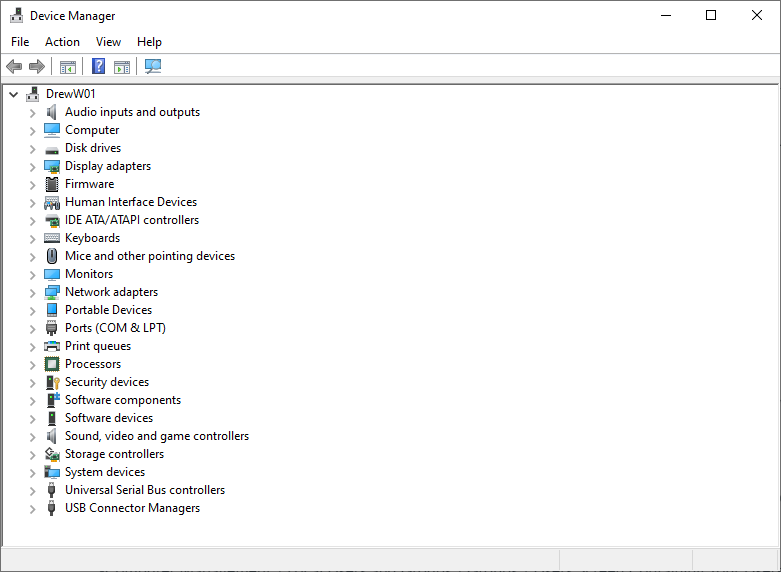 Device Manager
File Action View Help
DrewW01
Audio inputs and outputs
Computer
Disk drives
Display adapters
Firmware
Human Interface Devices
IDE ATA/ATAPI controllers
Keyboards
Mice and other pointing devices
Monitors
Network adapters
Portable Devices
Ports (COM & LPT)
Print queues
Processors
Security devices
Software components
Software devices
Sound, video and game controllers
Storage controllers
System devices
Universal Serial Bus controllers
USB Connector Managers